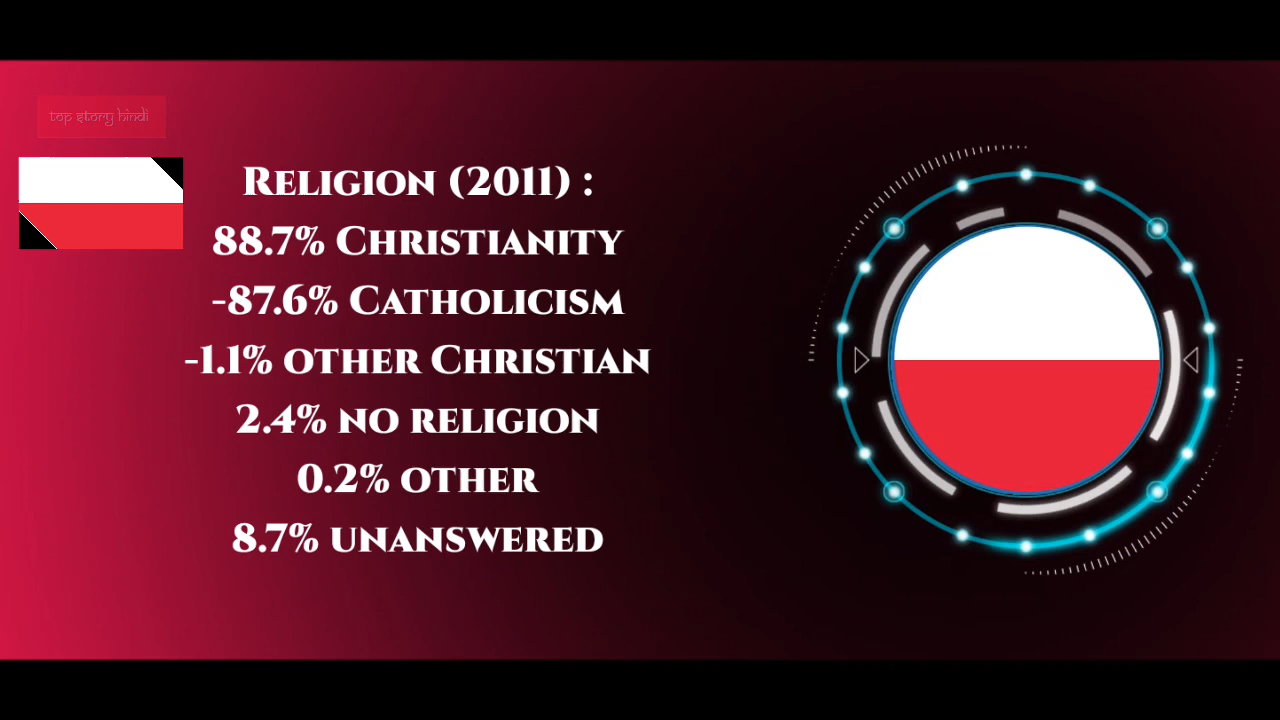 top story hindi
Religion (2011) :
88.7% Christianity
-87.6% Catholicism
-1.1% other Christian
2.4% no religion
0.2% other
8.7% unanswered